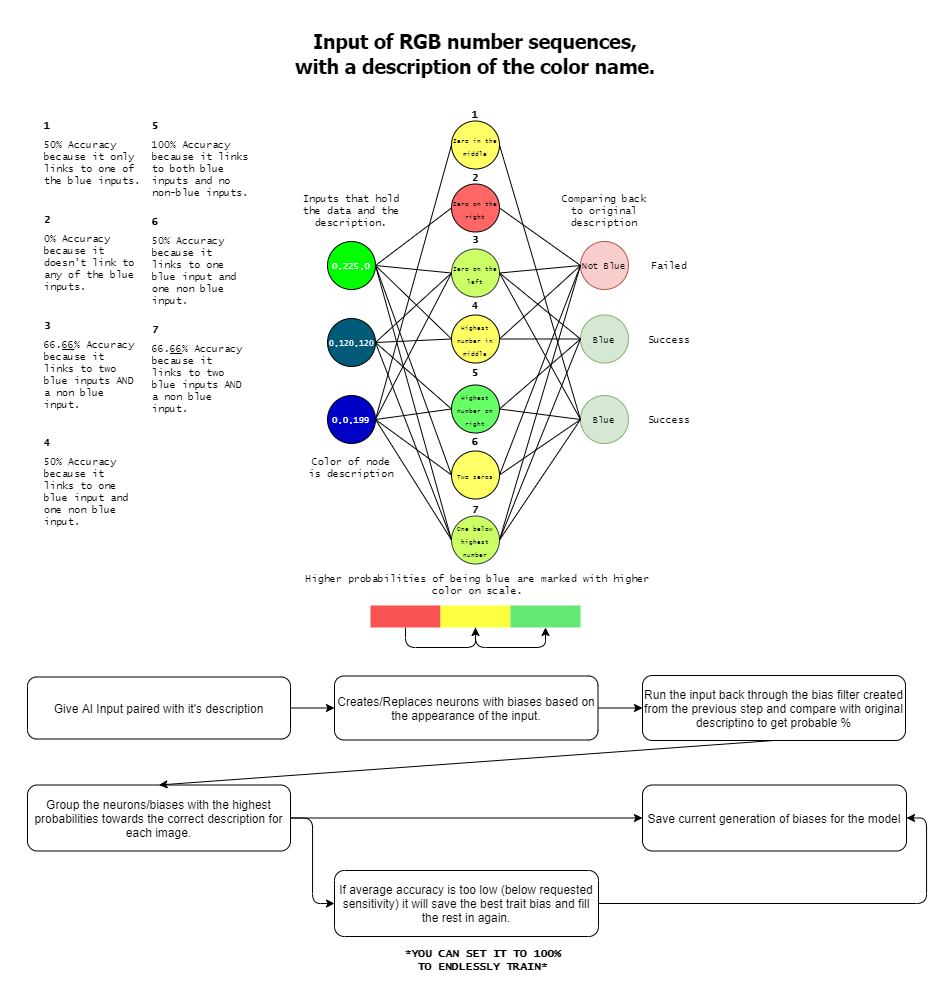 Input of RGB number sequences,
with a description of the color name.
1
50% Accuracy
because it only
links to one of
the blue inputs.
2
0% Accuracy
because it
doesn't link to
any of the blue
inputs.
3
66.66% Accuracy
because it
links to two
blue inputs AND
a non blue
input.
4
50% Accuracy
because it
links to one
blue input and
one non blue
input.
5
100% Accuracy
because it links
to both blue
inputs and no
non-blue inputs.
6
50% Accuracy
because it
links to one
blue input and
one non blue
input.
7
66.66% Accuracy
because it
links to two
blue inputs AND
a non blue
input.
Inputs that hold
the data and the
description.
0,225,0
0,120,120
0,0,199
Color of node
is description
1
Zero in the
middle
2
Zero on the
right
3
Zero on the
left
4
Highest
number in
middle
5
Highest
number on
right
6
Two zeros
7
One below
highest
number
Comparing back
to original
description
Not Blue
Failed
Blue
Success
Blue
Success
Higher probabilities of being blue are marked with higher
color on scale.
Give AI Input paired with it's description
Creates/Replaces neurons with biases based on
the appearance of the input.
Run the input back through the bias filter created
from the previous step and compare with original
descriptino to get probable %
Group the neurons/biases with the highest
probabilities towards the correct description for
each image.
Save current generation of biases for the model
If average accuracy is too low (below requested
sensitivity) it will save the best trait bias and fill
the rest in again.
*YOU CAN SET IT TO 100%
TO ENDLESSLY TRAIN*